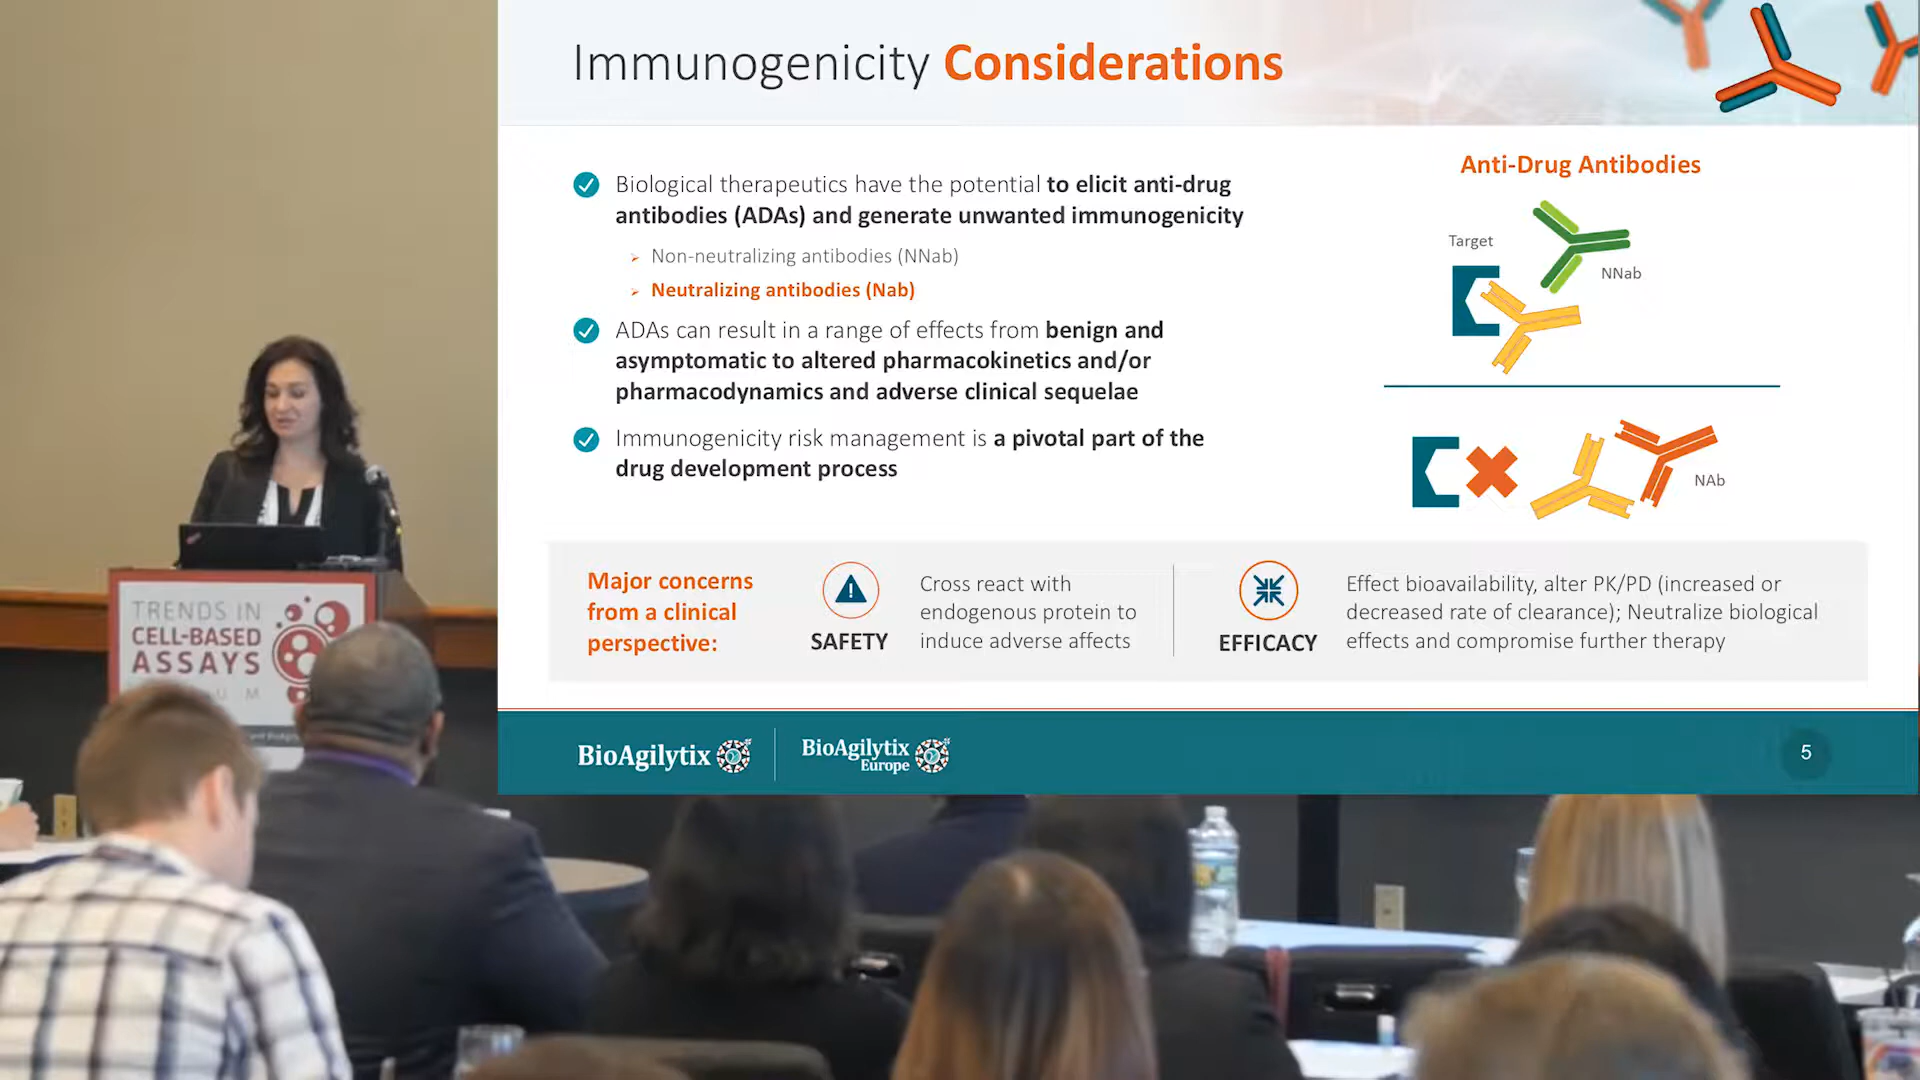 Immunogenicity Considerations
Biological therapeutics have the potential to elicit anti-drug
antibodies (ADAs) and generate unwanted immunogenicity
Non-neutralizing antibodies (NNab)
Neutralizing antibodies (Nab)
ADAs can result in a range of effects from benign and
asymptomatic to altered pharmacokinetics and/or
pharmacodynamics and adverse clinical sequelae
Immunogenicity risk management is a pivotal part of the
drug development process
Anti-Drug Antibodies
Target
NNab
NAb
Major concerns
from a clinical
perspective:
SAFETY
Cross react with
endogenous protein to
induce adverse affects
EFFICACY
Effect bioavailability, alter PK/PD (increased or
decreased rate of clearance); Neutralize biological
effects and compromise further therapy
BioAgilytix
BioAgilytix
Europe
5
TRENDS IN
CELL-BASED
ASSAYS